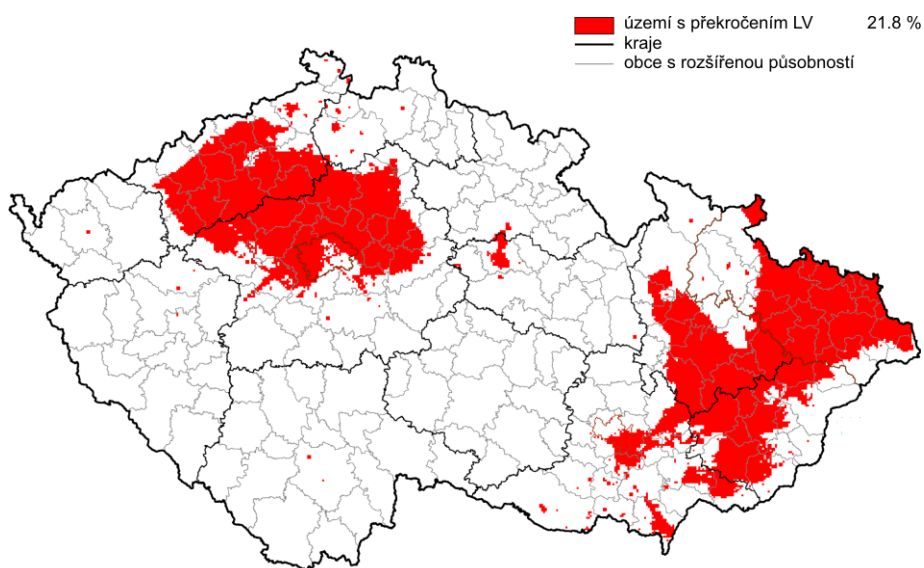 území s překročením LV 21.8 %
kraje
obce s rozšířenou působností